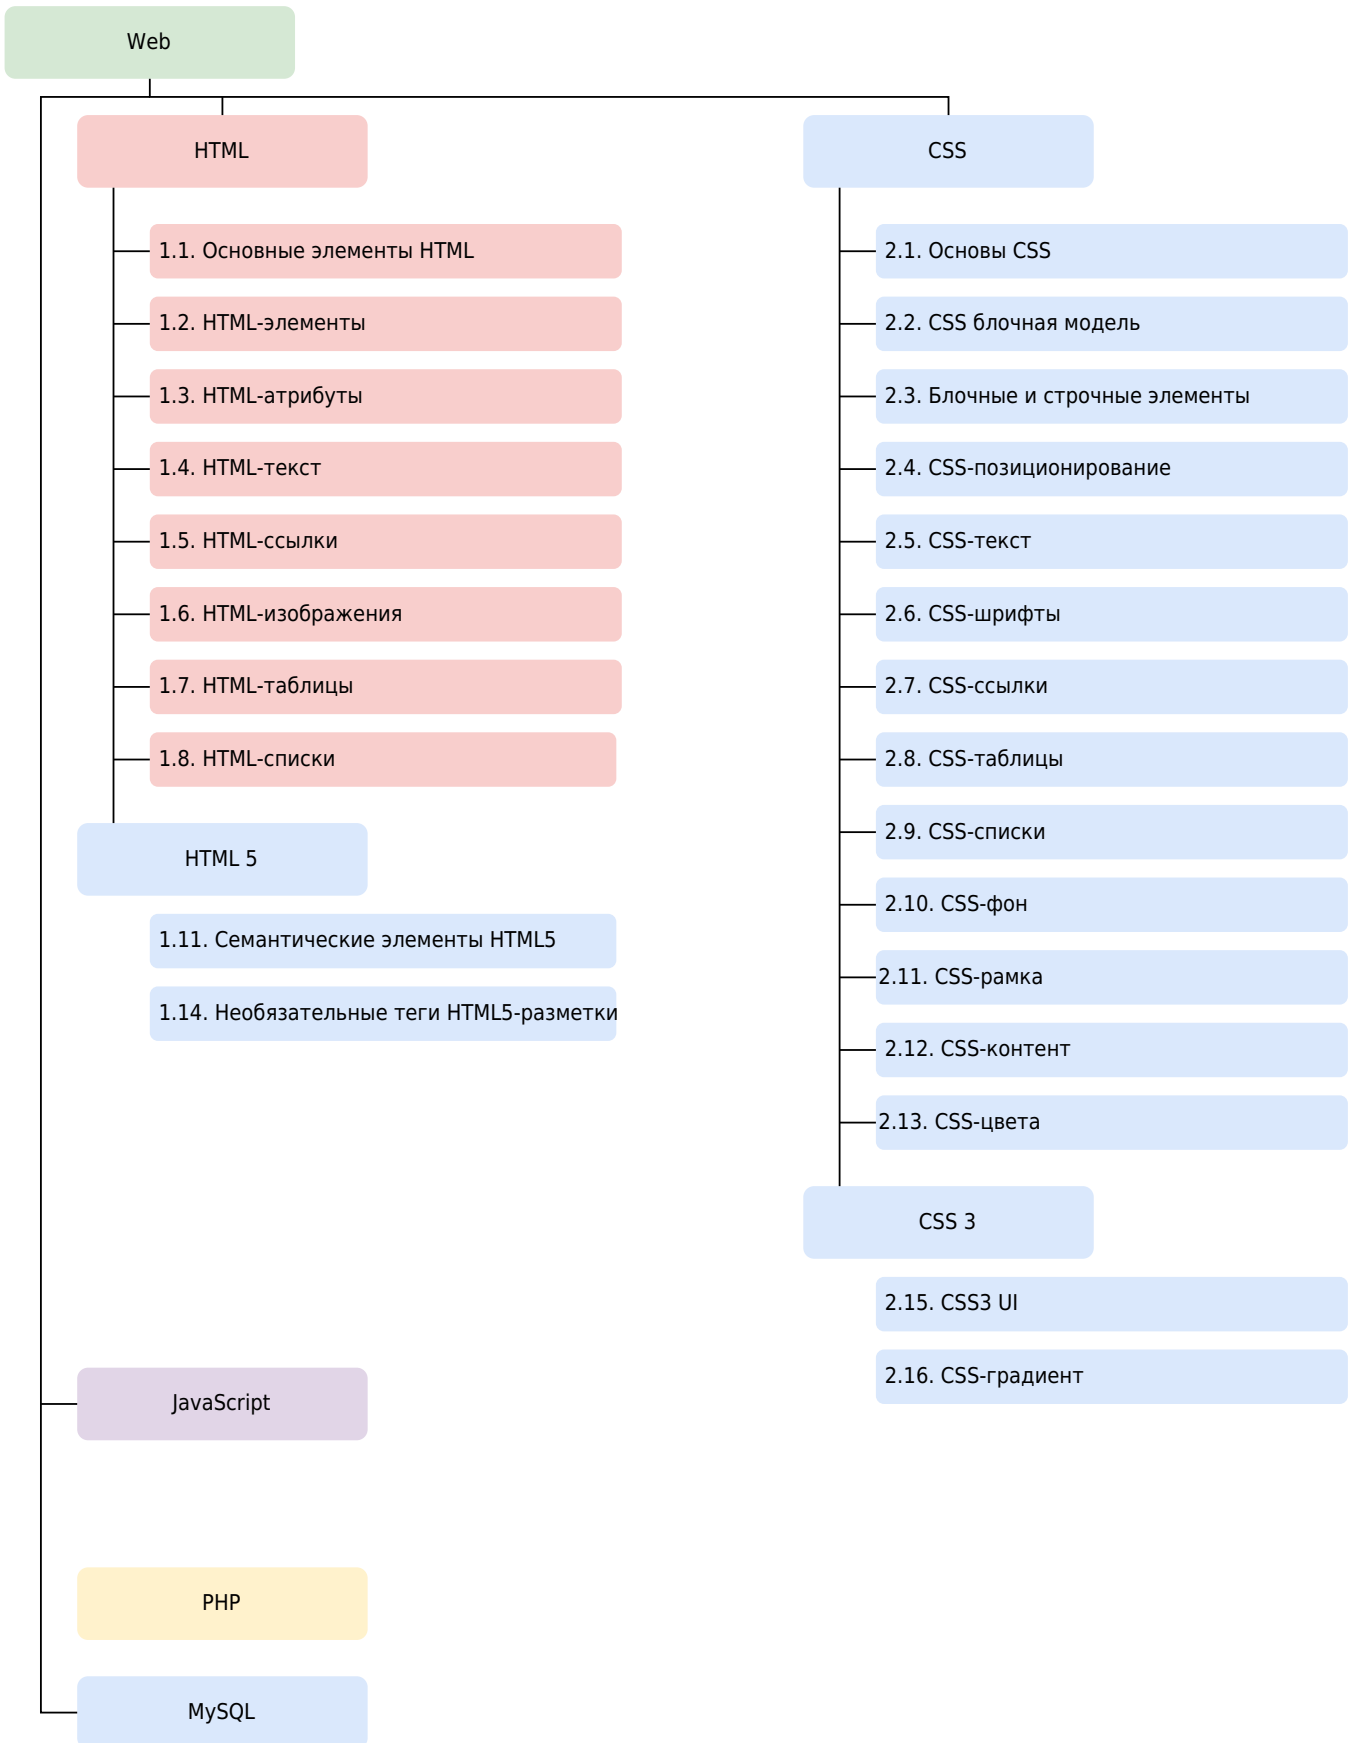 Web
HTML
1.1. Основные элементы HTML
1.2. HTML-элементы
1.3. HTML-атрибуты
1.4. HTML-текст
1.5. HTML-ссылки
1.6. HTML-изображения
1.7. HTML-таблицы
1.8. HTML-списки
HTML 5
1.11. Семантические элементы HTML5
1.14. Необязательные теги HTML5-разметки
CSS
2.1. Основы CSS
2.2. CSS блочная модель
2.3. Блочные и строчные элементы
2.4. CSS-позиционирование
2.5. CSS-текст
2.6. CSS-шрифты
2.7. CSS-ссылки
2.8. CSS-таблицы
2.9. CSS-списки
2.10. CSS-фон
2.11. CSS-рамка
2.12. CSS-контент
2.13. CSS-цвета
CSS 3
2.15. CSS3 UI
2.16. CSS-градиент
JavaScript
PHP
MySQL